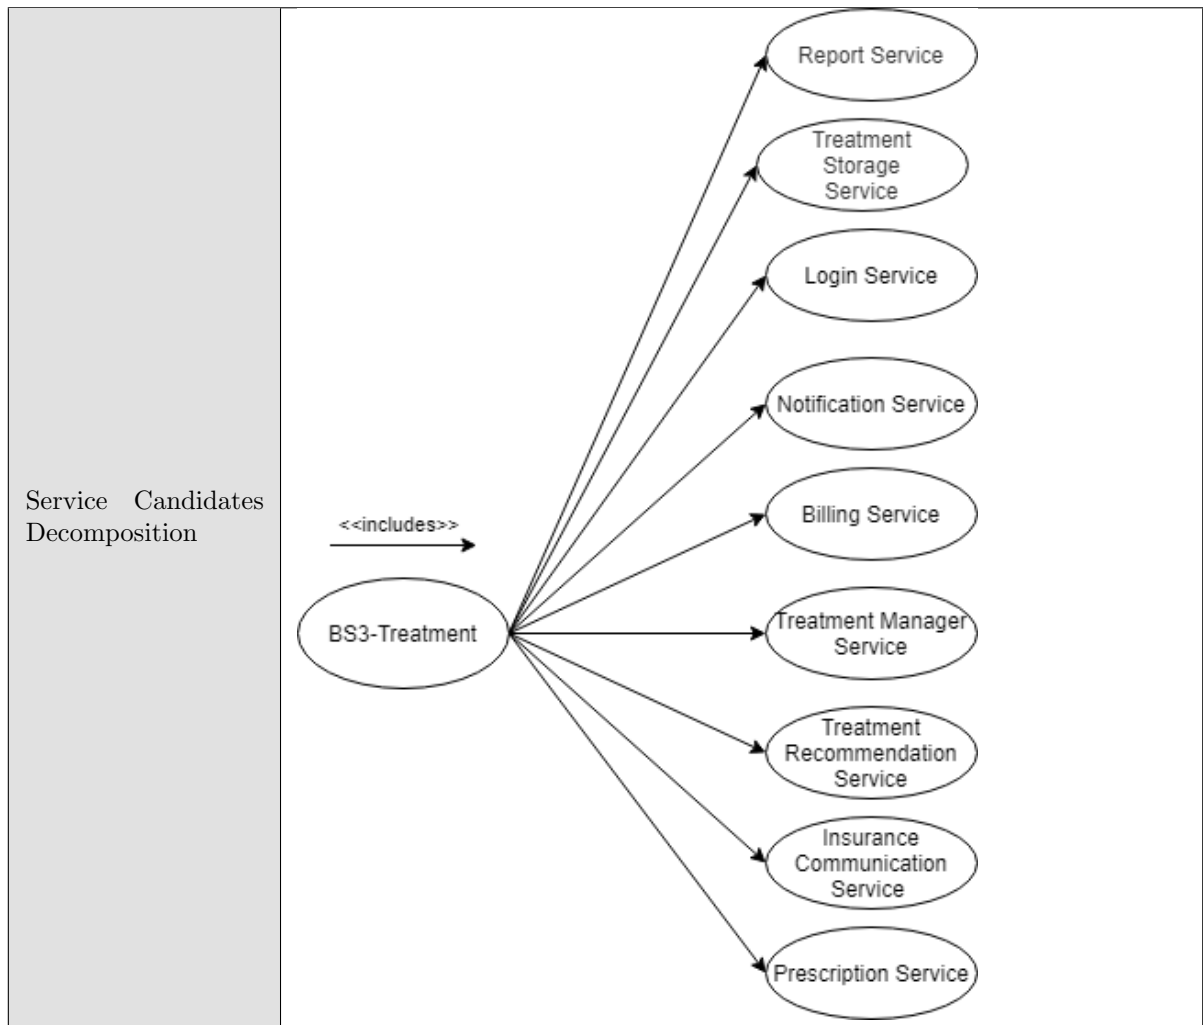 Report Service
Treatment
Storage
Service
Login Service
Notification Service
Service Candidates
Decomposition
<<includes>>
Billing Service
BS3-Treatment
Treatment Manager
Service
Treatment
Recommendation
Service
Insurance
Communication
Service
Prescription Service